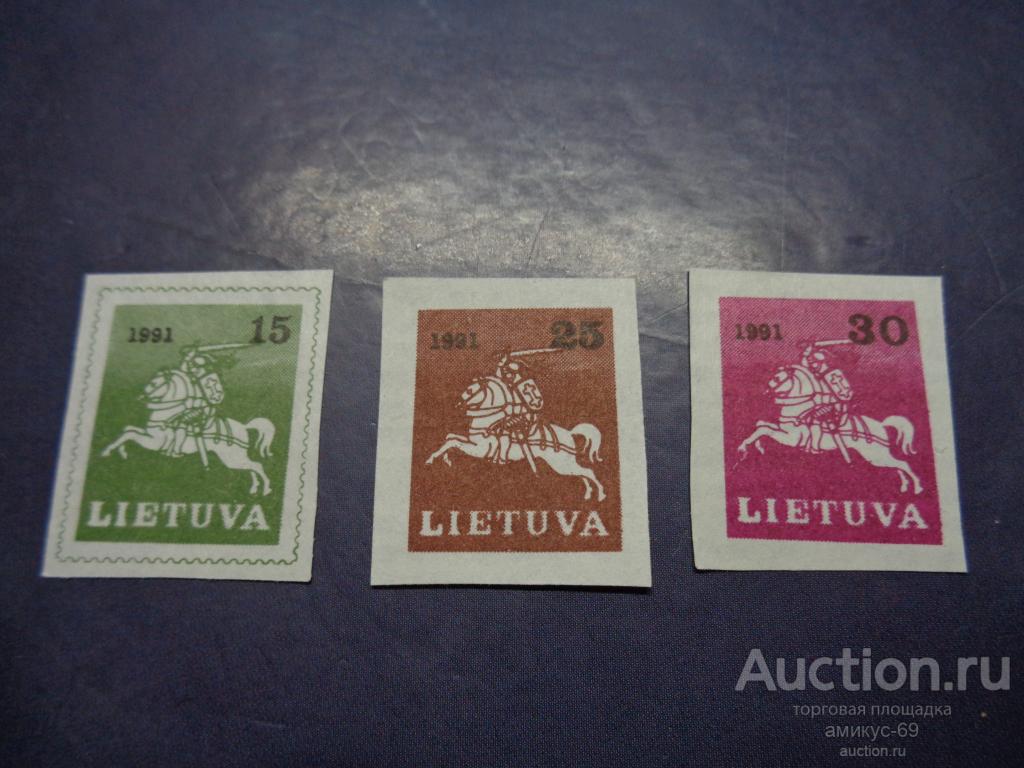 1991 15
LIETUVA
1991 25
LIETUVA
1991 30
LIETUVA
Auction.ru
торговая площадка
амикус-69
auction.ru